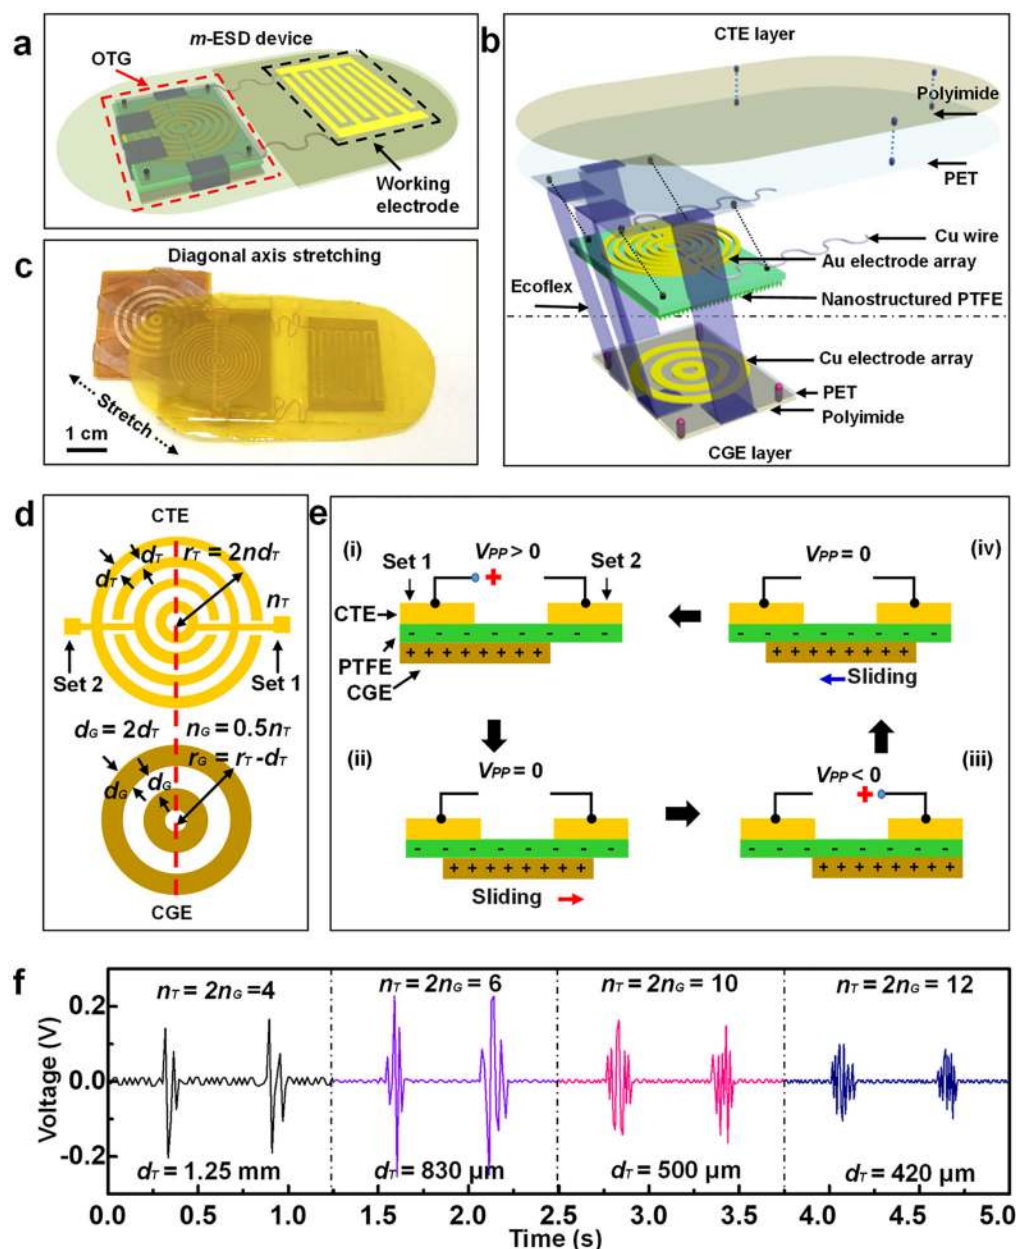 a
m-ESD device
OTG
Working
electrode
b
CTE layer
Polyimide
PET
Cu wire
Au electrode array
Ecoflex
Nanostructured PTFE
Cu electrode array
PET
Polyimide
CGE layer
c
Diagonal axis stretching
Stretch
1 cm
d
CTE
dT
dT
rT = 2ndT
nT
Set 2
Set 1
dG = 2dT
nG = 0.5nT
rG = rT-dT
dG
dG
CGE
e
(i)
VPP > 0
Set 1
Set 2
CTE
- - - - - - - -
PTFE
+ + + + + + + +
CGE
(iv)
VPP = 0
- - - - - - - -
+ + + + + + + +
Sliding
(ii)
VPP = 0
- - - - - - - -
+ + + + + + + +
Sliding
(iii)
VPP < 0
- - - - - - - -
+ + + + + + + +
f
nT = 2nG =4
nT = 2nG = 6
nT = 2nG = 10
nT = 2nG = 12
0.2
0.0
-0.2
Voltage (V)
dT = 1.25 mm
dT = 830 µm
dT = 500 µm
dT = 420 µm
0.0 0.5 1.0 1.5 2.0 2.5 3.0 3.5 4.0 4.5 5.0
Time (s)